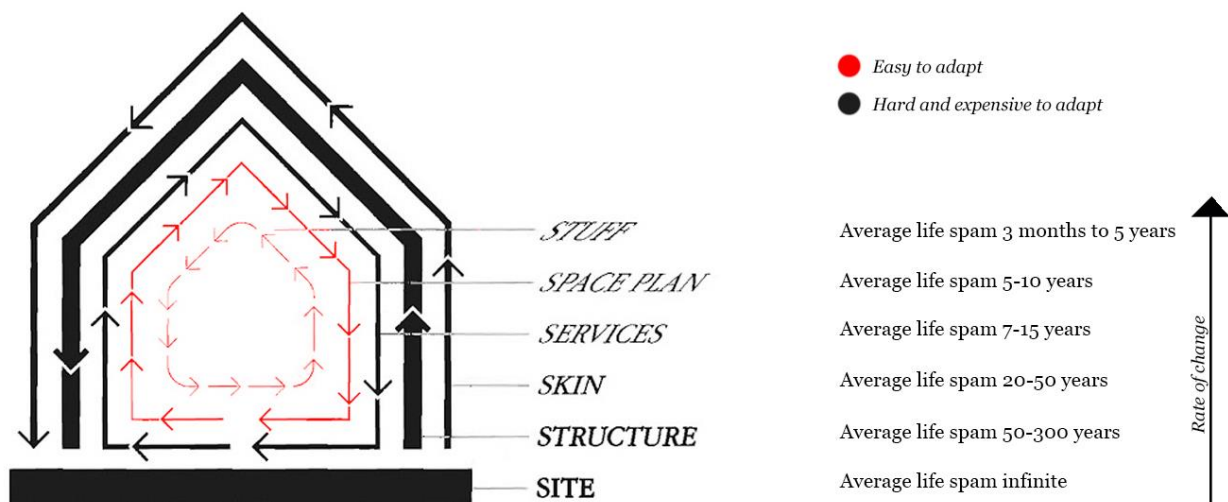 Easy to adapt
Hard and expensive to adapt
STUFF Average life spam 3 months to 5 years
SPACE PLAN Average life spam 5-10 years
SERVICES Average life spam 7-15 years
SKIN Average life spam 20-50 years
STRUCTURE Average life spam 50-300 years
SITE Average life spam infinite
Rate of change